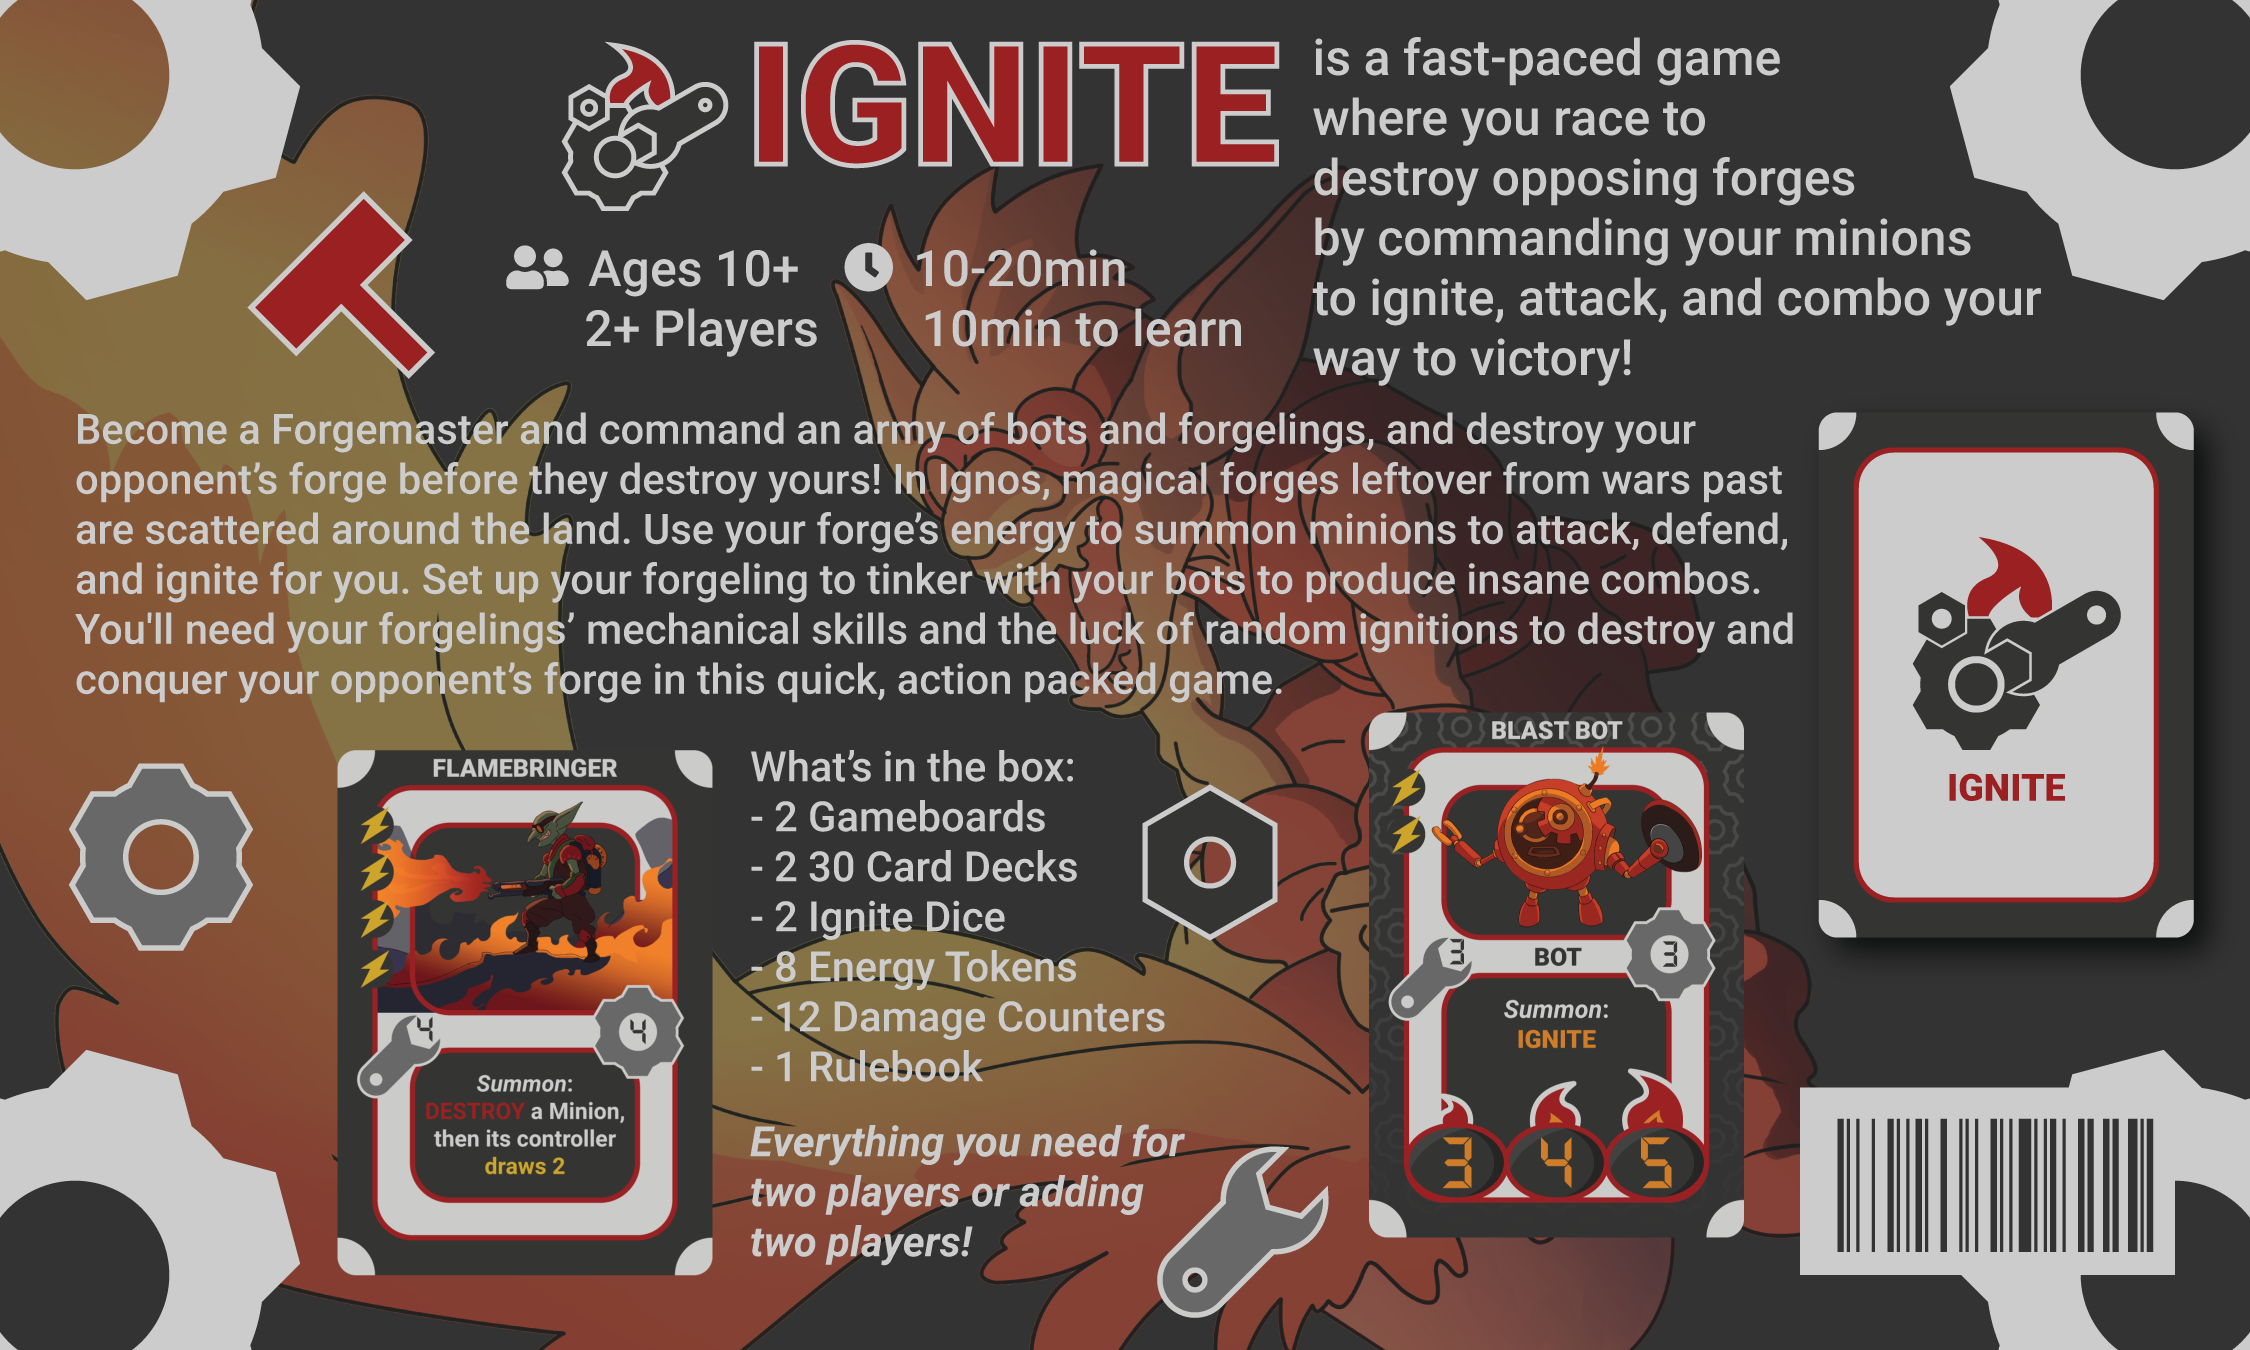 IGNITE
is a fast-paced game
where you race to
destroy opposing forges
by commanding your minions
to ignite, attack, and combo your
way to victory!
Ages 10+
2+ Players
10-20min
10min to learn
Become a Forgemaster and command an army of bots and forgelings, and destroy your
opponent’s forge before they destroy yours! In Ignos, magical forges leftover from wars past
are scattered around the land. Use your forge’s energy to summon minions to attack, defend,
and ignite for you. Set up your forgeling to tinker with your bots to produce insane combos.
You'll need your forgelings’ mechanical skills and the luck of random ignitions to destroy and
conquer your opponent’s forge in this quick, action packed game.
FLAMEBRINGER
4
4
Summon:
DESTROY a Minion,
then its controller
draws 2
What’s in the box:
- 2 Gameboards
- 2 30 Card Decks
- 2 Ignite Dice
- 8 Energy Tokens
- 12 Damage Counters
- 1 Rulebook
Everything you need for
two players or adding
two players!
BLAST BOT
3
BOT
3
Summon:
IGNITE
3 4 5
IGNITE